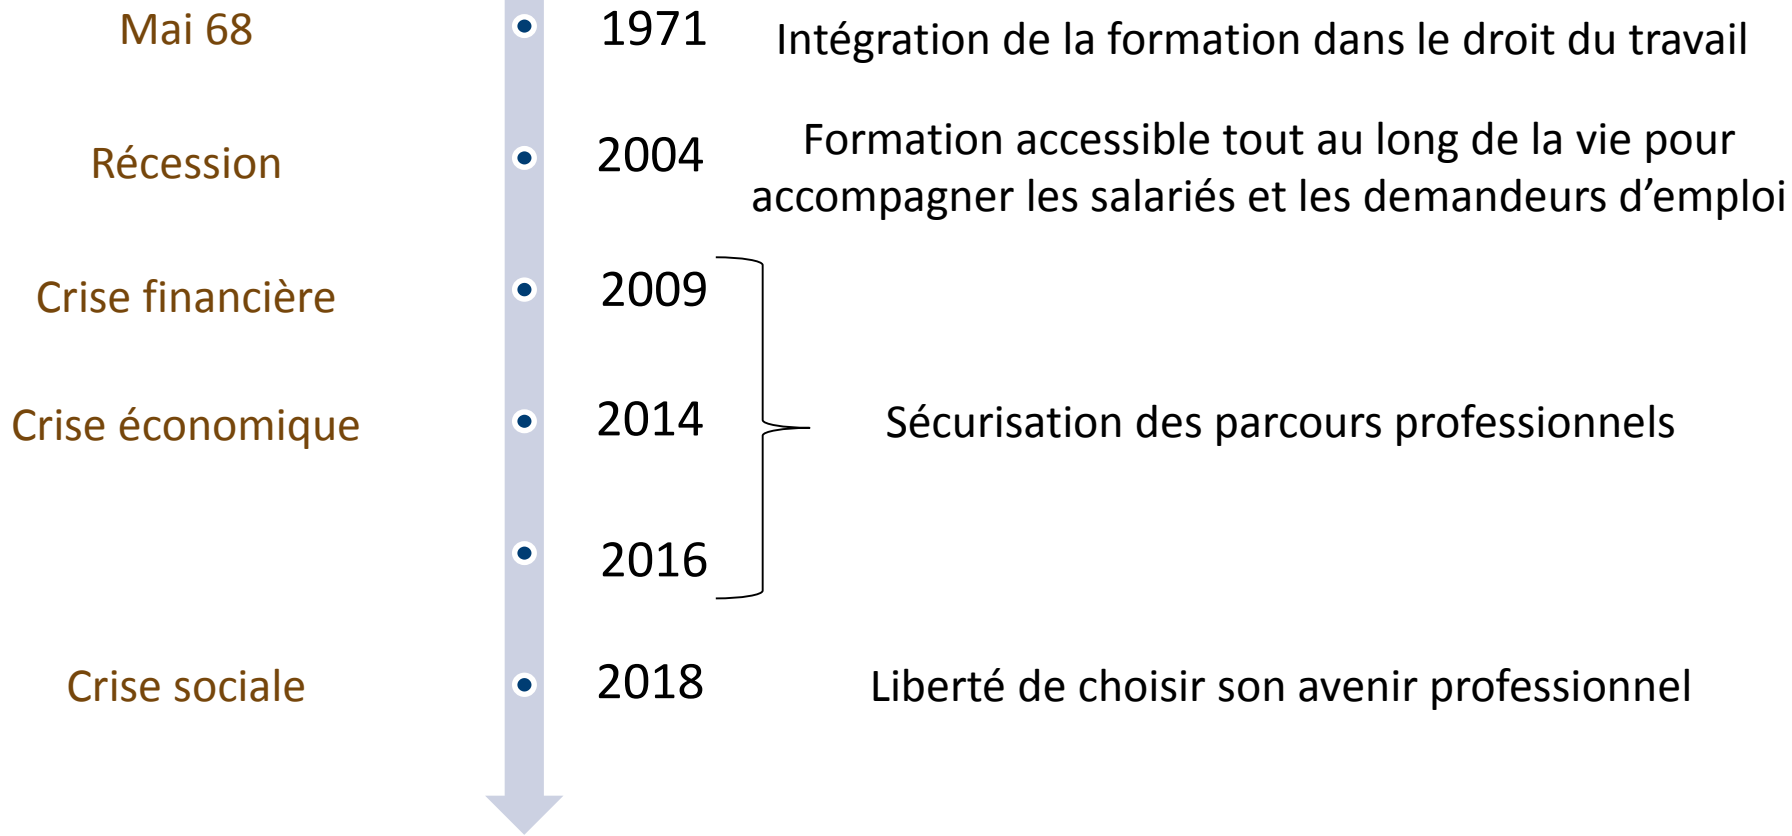 Mai 68
1971
Intégration de la formation dans le droit du travail
Récession
2004
Formation accessible tout au long de la vie pour
accompagner les salariés et les demandeurs d’emploi
Crise financière
2009
Crise économique
2014
Sécurisation des parcours professionnels
2016
Crise sociale
2018
Liberté de choisir son avenir professionnel